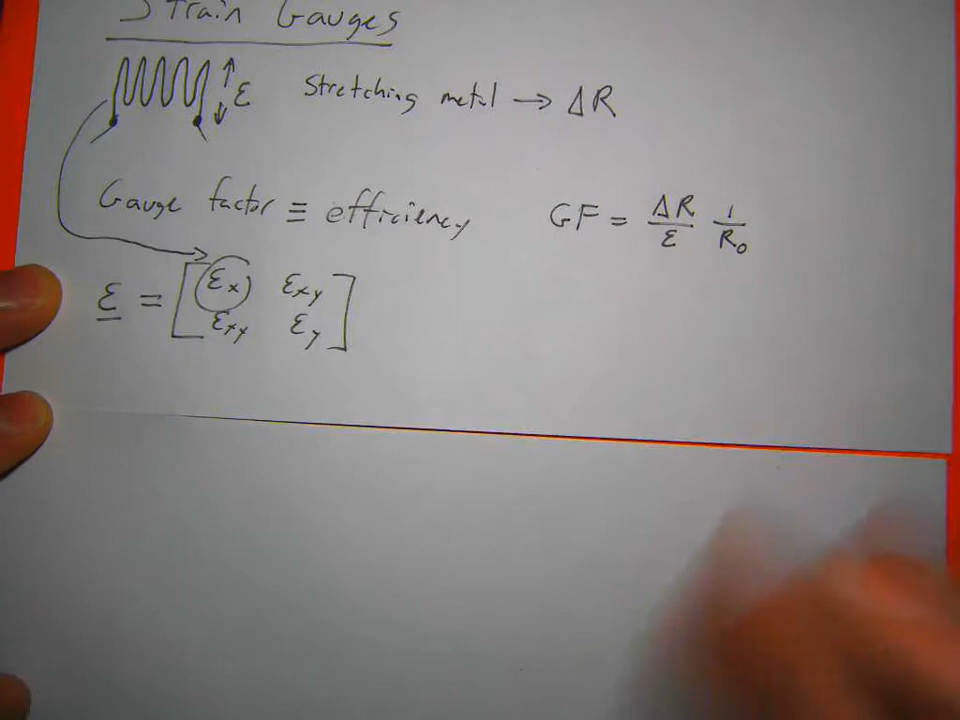 Strain Gauges
ε Stretching metal → ΔR
Gauge factor ≡ efficiency GF = ΔR/ε 1/R₀
ε = [εx εxy
εxy εy]